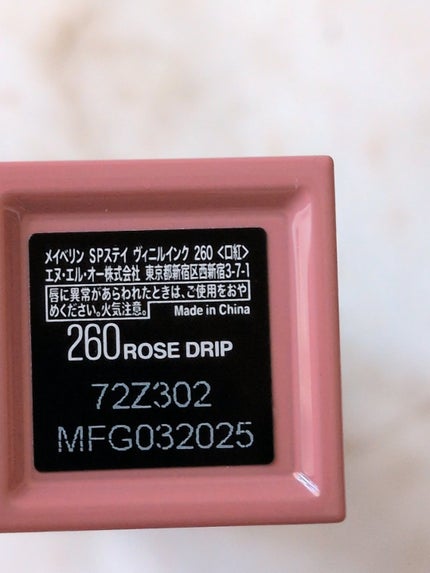 メイベリン SPステイ ヴィニルインク 260 <口紅>
エヌ・エル・オー株式会社 東京都新宿区西新宿3-7-1
唇に異常があらわれたときは、ご使用をおや
めください。火気注意。 Made in China
260 ROSE DRIP
72Z302
MFG032025